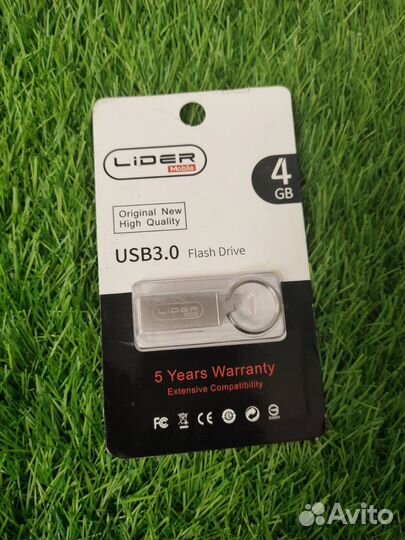 LiDER
Mobile
4
GB
Original New
High Quality
USB3.0 Flash Drive
LiDER
5 Years Warranty
Extensive Compatibility
FC CE
Avito